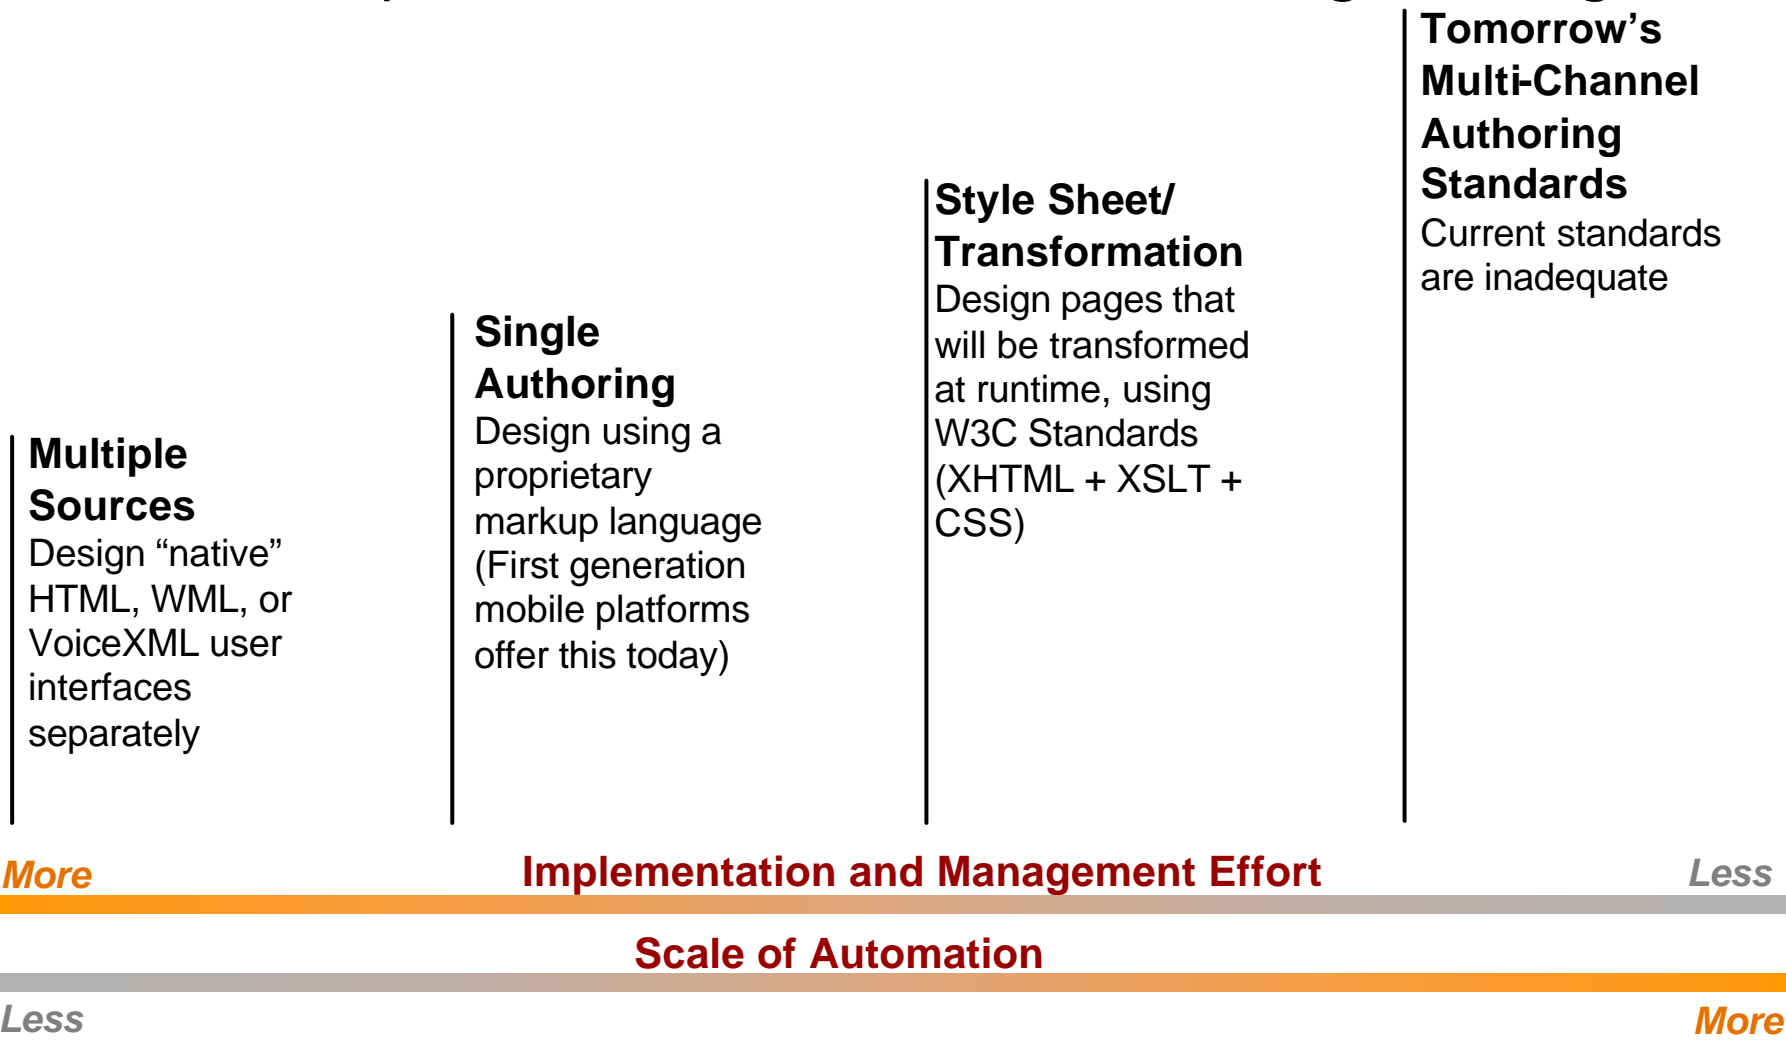 Multiple
Sources
Design “native”
HTML, WML, or
VoiceXML user
interfaces
separately
Single
Authoring
Design using a
proprietary
markup language
(First generation
mobile platforms
offer this today)
Style Sheet/
Transformation
Design pages that
will be transformed
at runtime, using
W3C Standards
(XHTML + XSLT +
CSS)
Tomorrow’s
Multi-Channel
Authoring
Standards
Current standards
are inadequate
More
Implementation and Management Effort
Less
Scale of Automation
Less
More